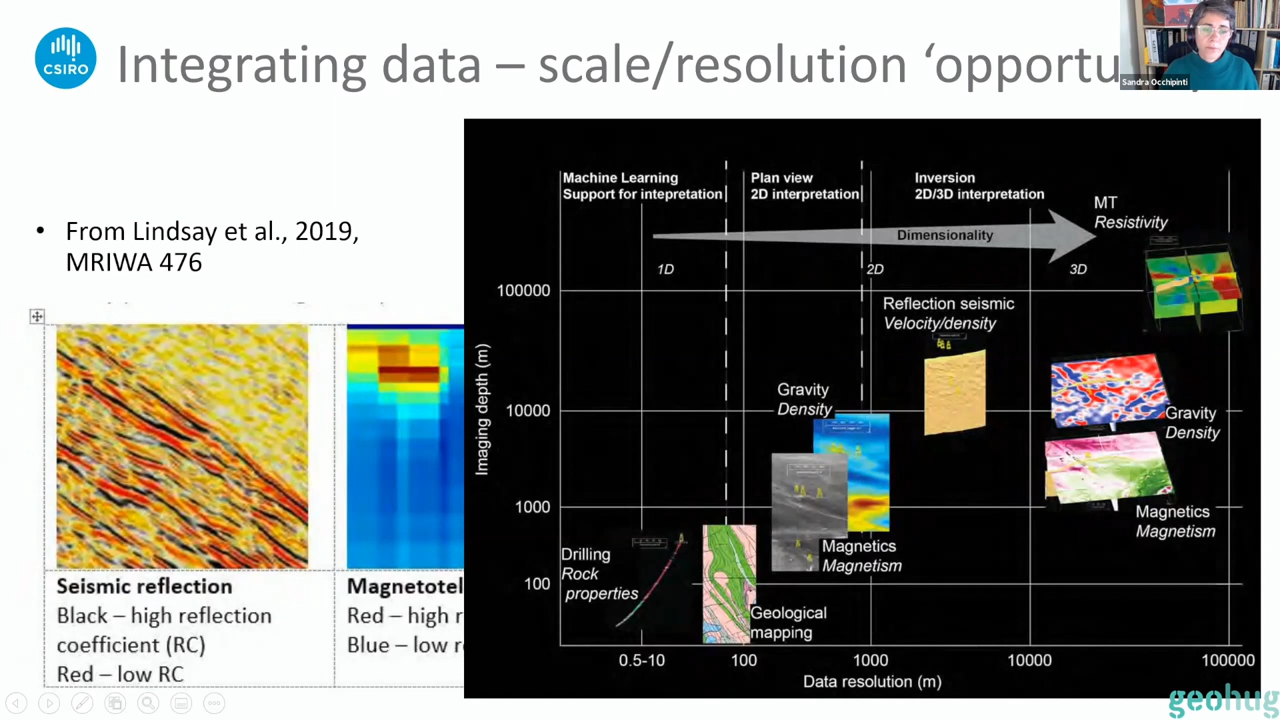 CSIRO
Integrating data – scale/resolution ‘opportu
Sandra Occhipinti
• From Lindsay et al., 2019,
MRIWA 476
Seismic reflection
Black – high reflection
coefficient (RC)
Red – low RC
Magnetotel
Red – high r
Blue – low r
Machine Learning
Support for intepretation
Plan view
2D interpretation
Inversion
2D/3D interpretation
MT
Resistivity
Dimensionality
1D
2D
3D
Reflection seismic
Velocity/density
Gravity
Density
Gravity
Density
Magnetics
Magnetism
Magnetics
Magnetism
Drilling
Rock
properties
Geological
mapping
Imaging depth (m)
100000
10000
1000
100
0.5-10
100
1000
10000
100000
Data resolution (m)
geohug